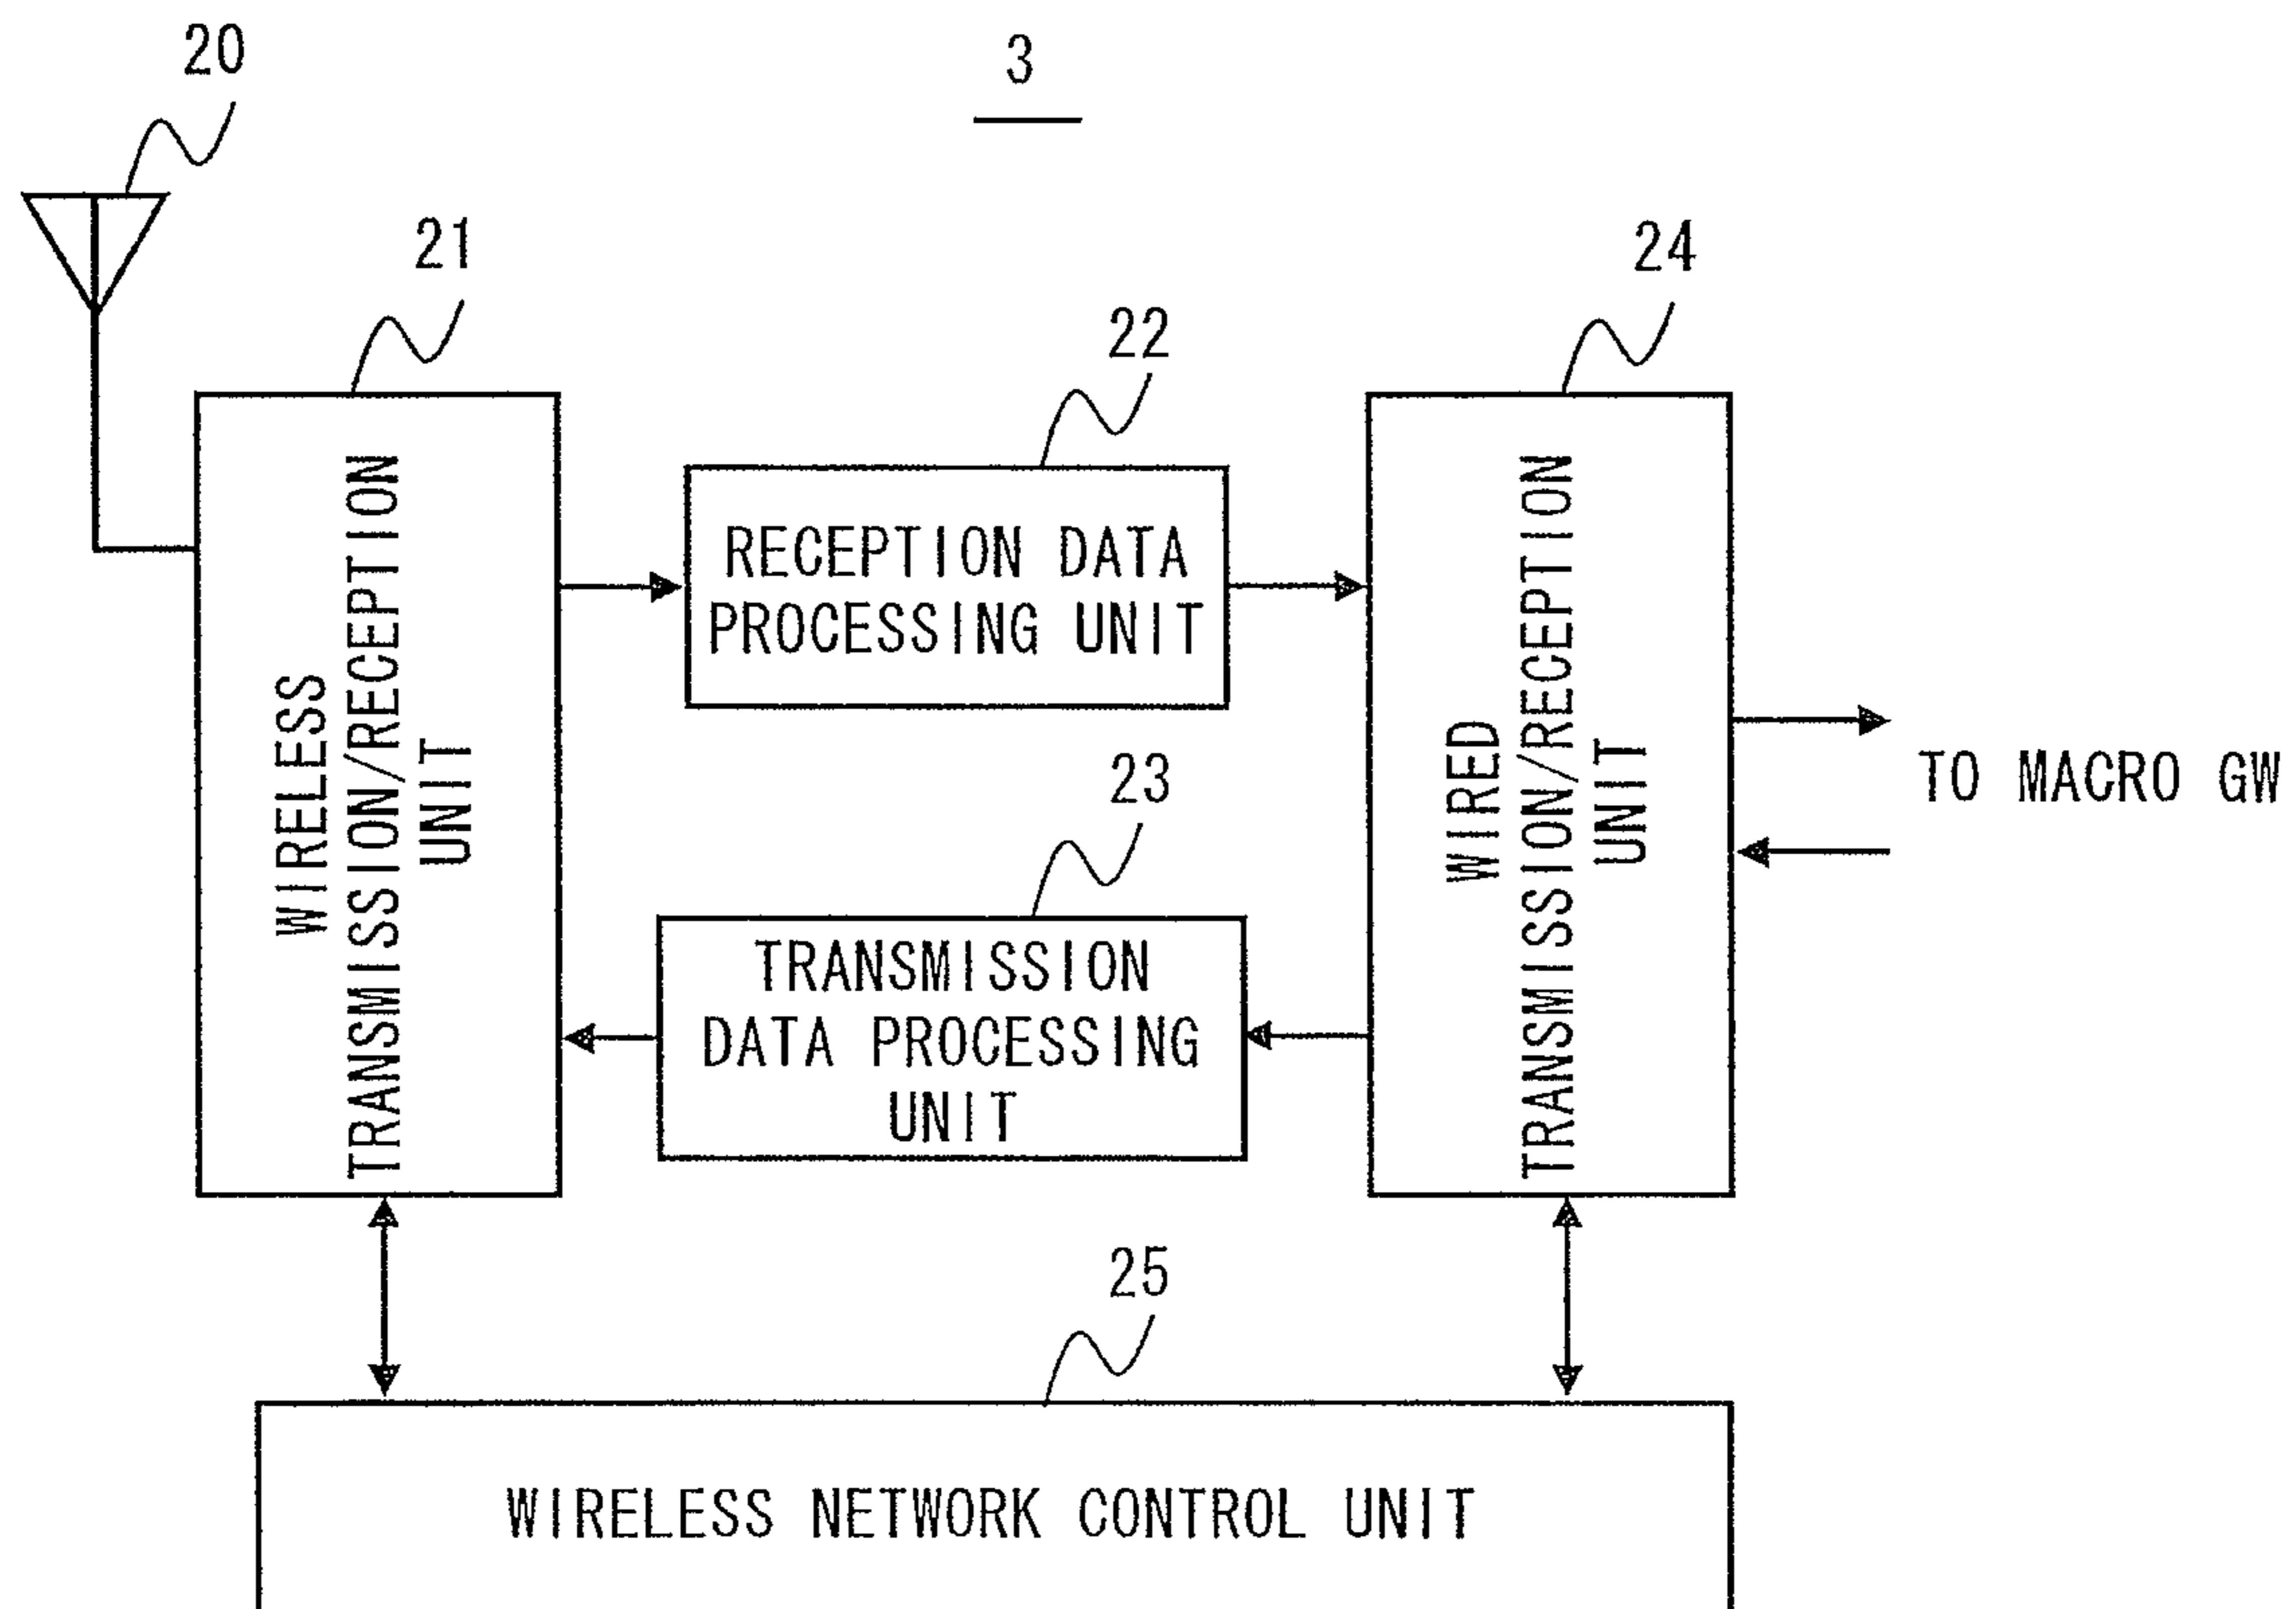 20
3
21
24
22
WIRELESS
TRANSMISSION/RECEPTION
UNIT
RECEPTION DATA
PROCESSING UNIT
WIRED
TRANSMISSION/RECEPTION
UNIT
TO MACRO GW
23
TRANSMISSION
DATA PROCESSING
UNIT
25
WIRELESS NETWORK CONTROL UNIT